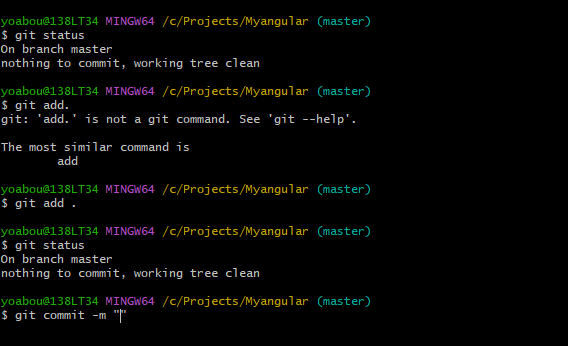 yoabou@138LT34 MINGW64 /c/Projects/Myangular (master)
$ git status
On branch master
nothing to commit, working tree clean
yoabou@138LT34 MINGW64 /c/Projects/Myangular (master)
$ git add.
git: 'add.' is not a git command. See 'git --help'.
The most similar command is
add
yoabou@138LT34 MINGW64 /c/Projects/Myangular (master)
$ git add .
yoabou@138LT34 MINGW64 /c/Projects/Myangular (master)
$ git status
On branch master
nothing to commit, working tree clean
yoabou@138LT34 MINGW64 /c/Projects/Myangular (master)
$ git commit -m ""